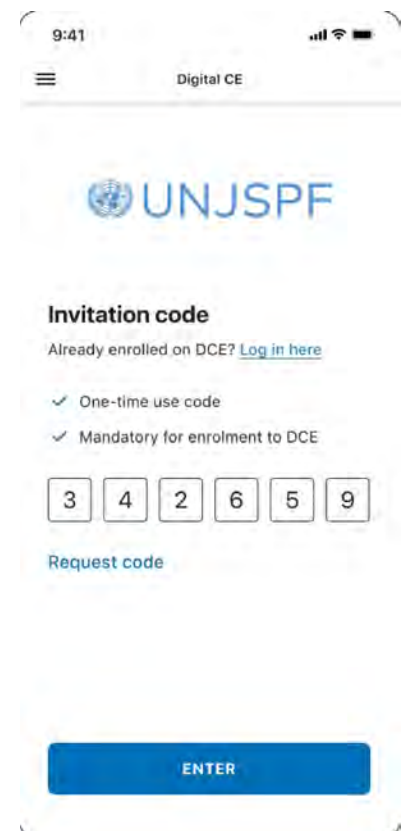 9:41
Digital CE
UNJSPF
Invitation code
Already enrolled on DCE? Log in here
One-time use code
Mandatory for enrolment to DCE
3 4 2 6 5 9
Request code
ENTER